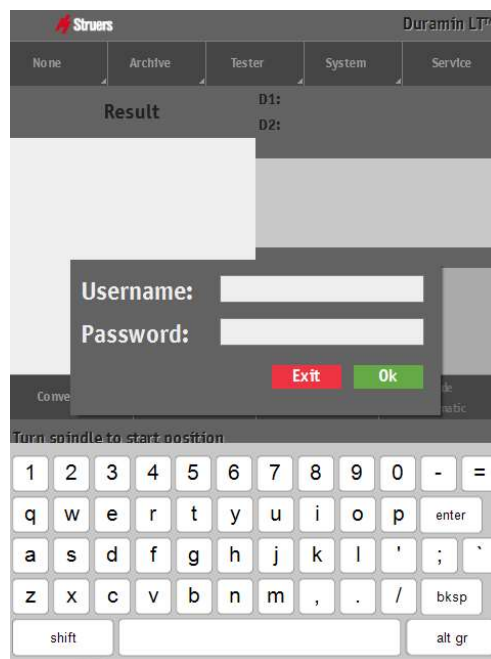 Struers Duramin LT™
None Archive Tester System Service
Result
D1:
D2:
Username:
Password:
Exit Ok
Turn spindle to start position
1 2 3 4 5 6 7 8 9 0 - =
q w e r t y u i o p enter
a s d f g h j k l ' ; `
z x c v b n m , . / bksp
shift alt gr